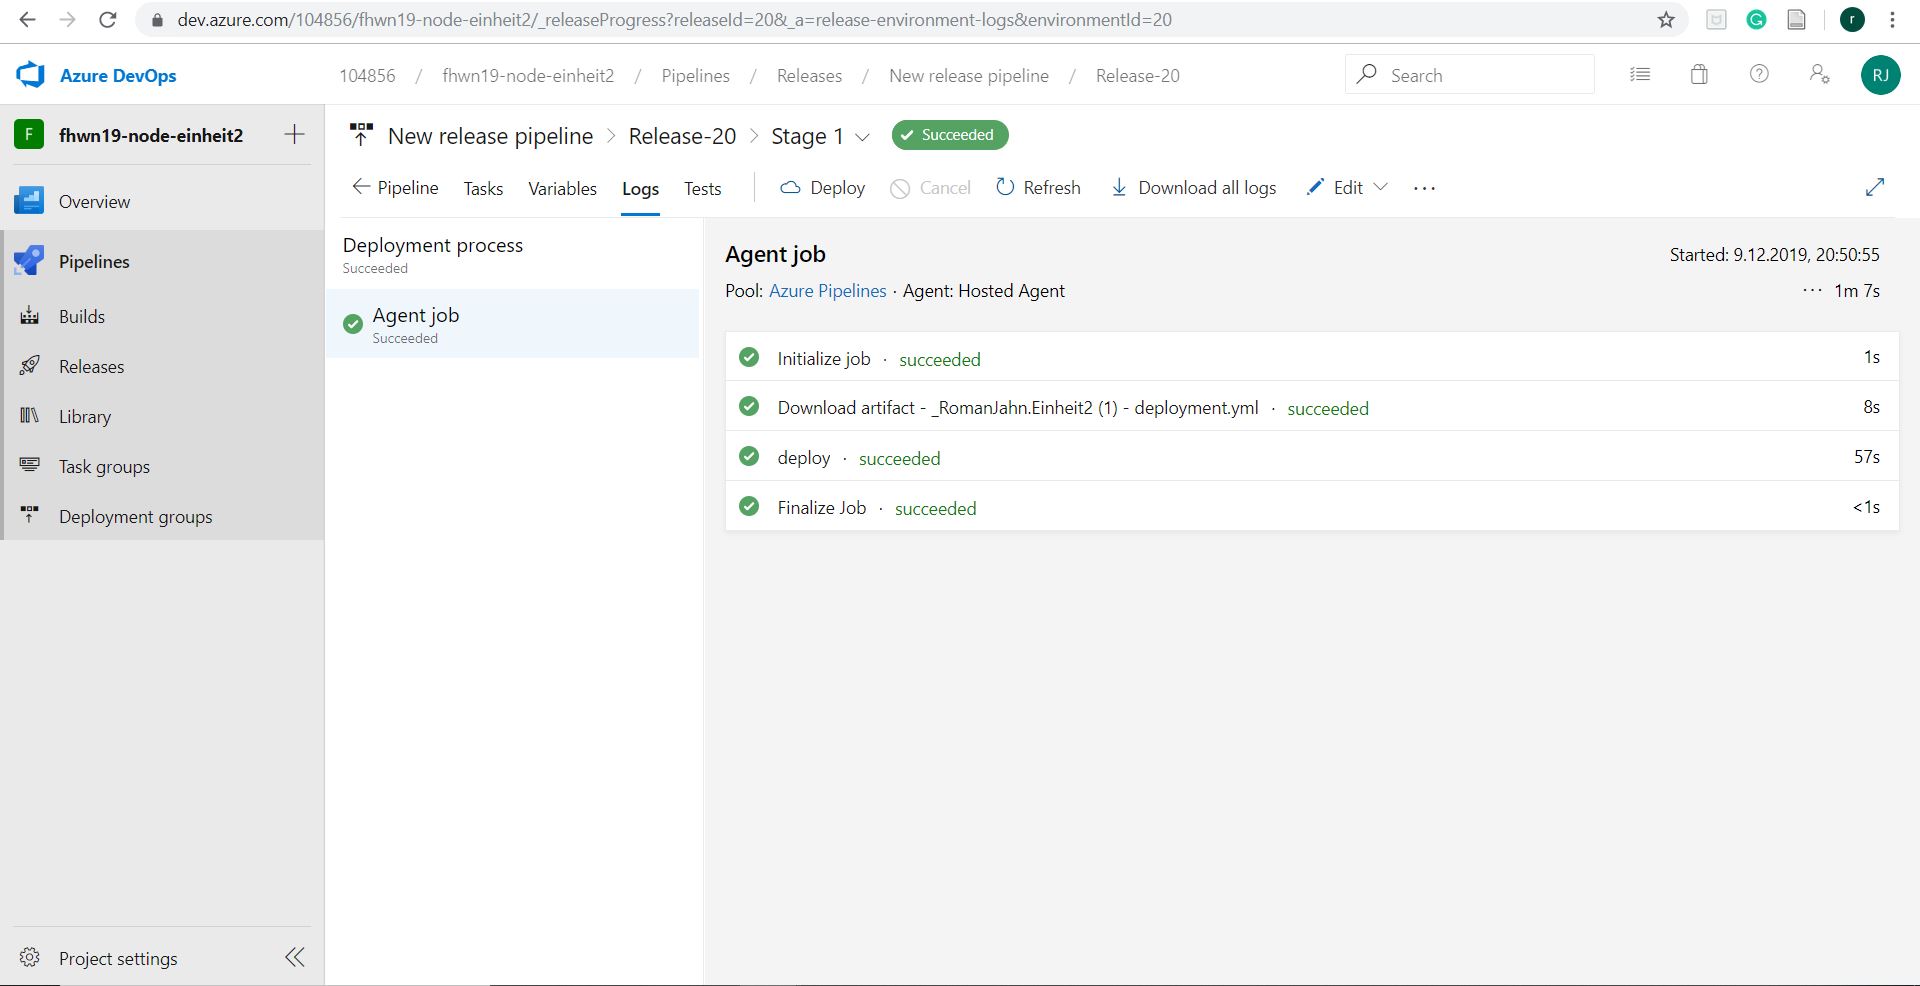 dev.azure.com/104856/fhwn19-node-einheit2/_releaseProgress?releaseId=20&_a=release-environment-logs&environmentId=20
r
Azure DevOps
104856 / fhwn19-node-einheit2 / Pipelines / Releases / New release pipeline / Release-20
Search
RJ
F fhwn19-node-einheit2
Overview
Pipelines
Builds
Releases
Library
Task groups
Deployment groups
Project settings
New release pipeline > Release-20 > Stage 1 Succeeded
Pipeline Tasks Variables Logs Tests Deploy Cancel Refresh Download all logs Edit ...
Deployment process
Succeeded
Agent job
Succeeded
Agent job Started: 9.12.2019, 20:50:55
Pool: Azure Pipelines · Agent: Hosted Agent ... 1m 7s
Initialize job · succeeded 1s
Download artifact - _RomanJahn.Einheit2 (1) - deployment.yml · succeeded 8s
deploy · succeeded 57s
Finalize Job · succeeded <1s